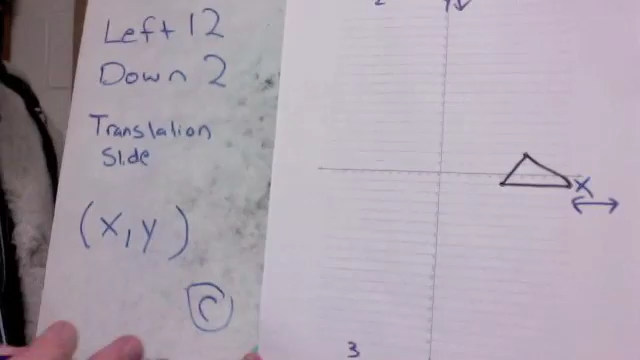 Left 12
Down 2
Translation
Slide
(x,y)
C
X
3